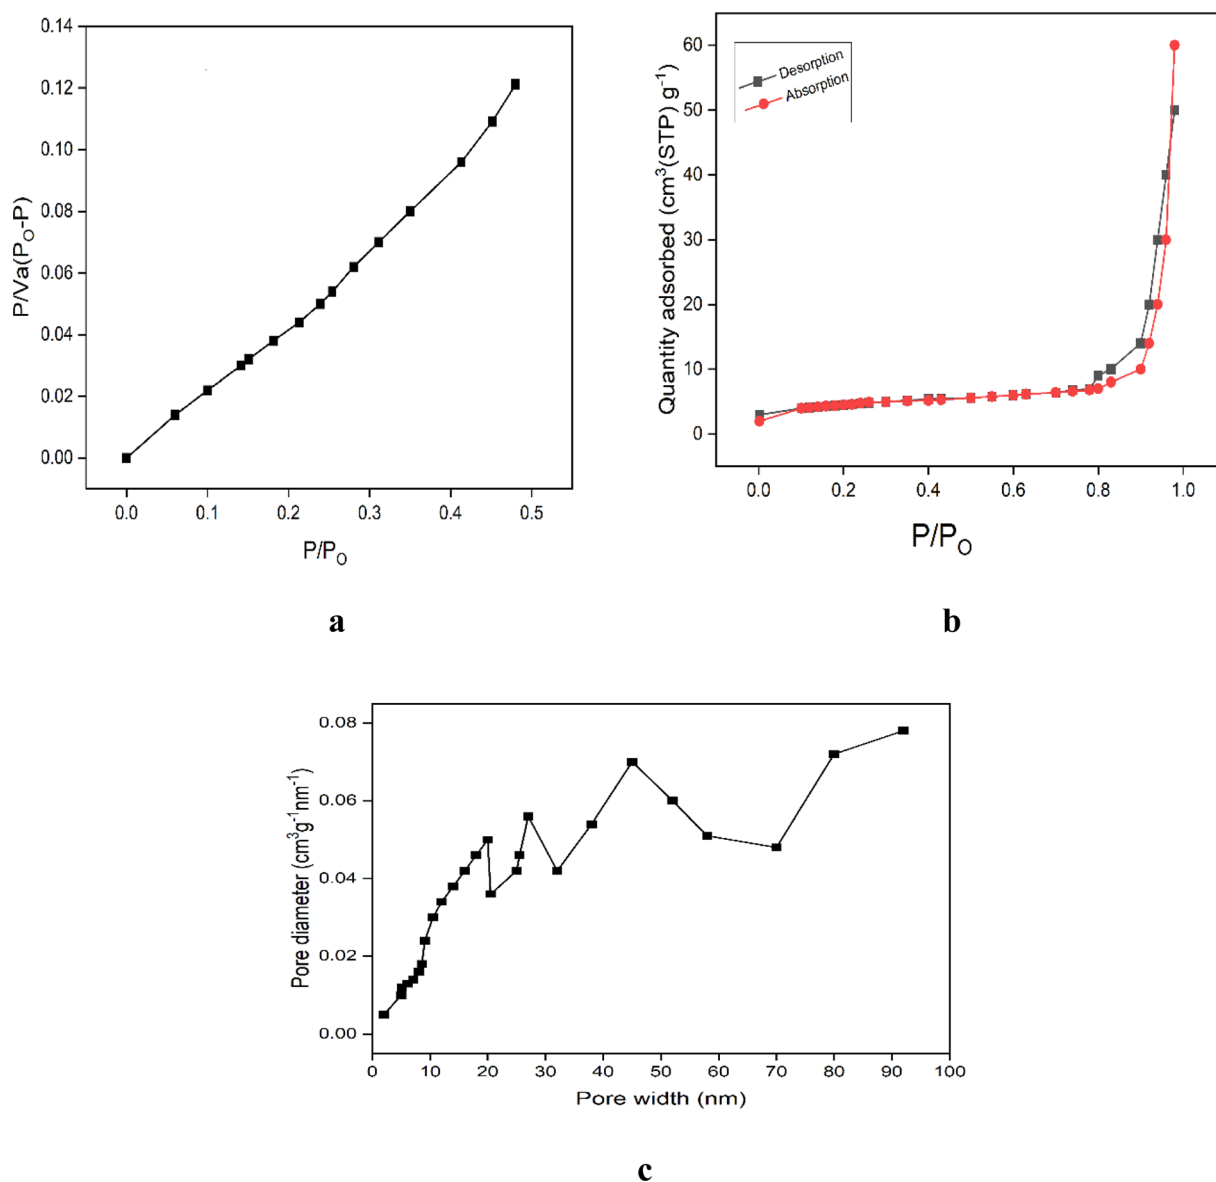 0.14
0.12
0.10
0.08
0.06
0.04
0.02
0.00
P/Va(P_O-P)
0.0 0.1 0.2 0.3 0.4 0.5
P/P_O
a
60
50
40
30
20
10
0
Quantity adsorbed (cm³(STP) g⁻¹)
Desorption
Absorption
0.0 0.2 0.4 0.6 0.8 1.0
P/P_O
b
0.08
0.06
0.04
0.02
0.00
Pore diameter (cm³g⁻¹nm⁻¹)
0 10 20 30 40 50 60 70 80 90 100
Pore width (nm)
c